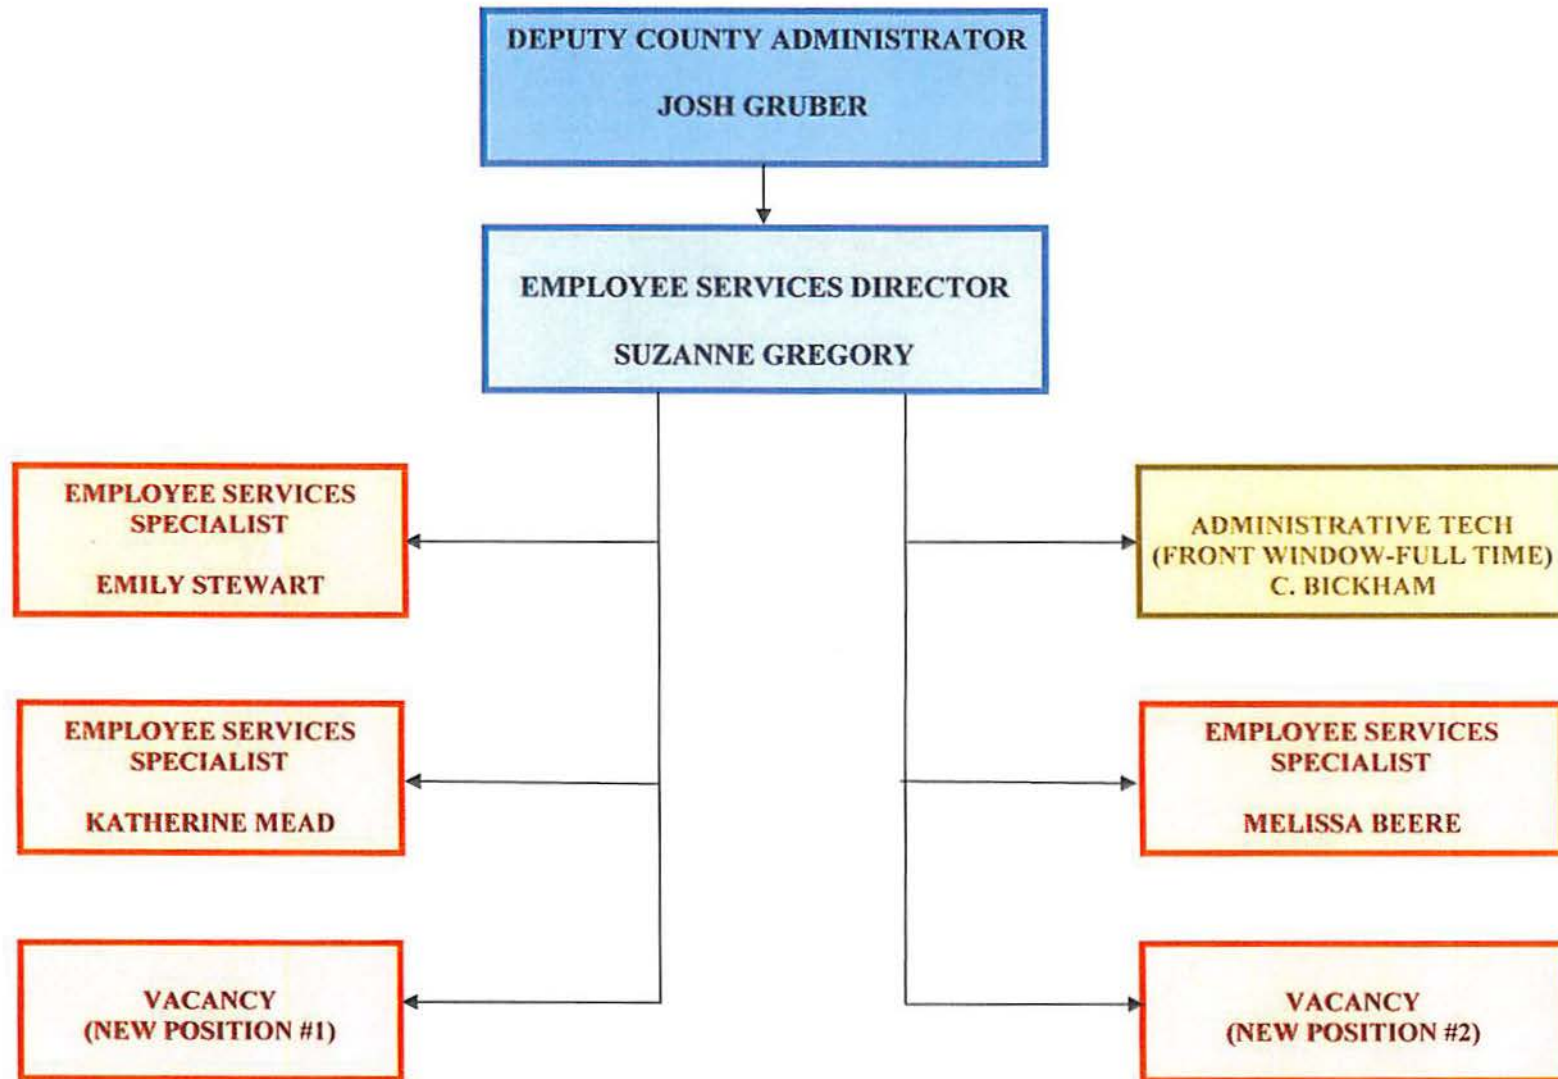 DEPUTY COUNTY ADMINISTRATOR
JOSH GRUBER
EMPLOYEE SERVICES DIRECTOR
SUZANNE GREGORY
EMPLOYEE SERVICES
SPECIALIST
EMILY STEWART
ADMINISTRATIVE TECH
(FRONT WINDOW-FULL TIME)
C. BICKHAM
EMPLOYEE SERVICES
SPECIALIST
KATHERINE MEAD
EMPLOYEE SERVICES
SPECIALIST
MELISSA BEERE
VACANCY
(NEW POSITION #1)
VACANCY
(NEW POSITION #2)